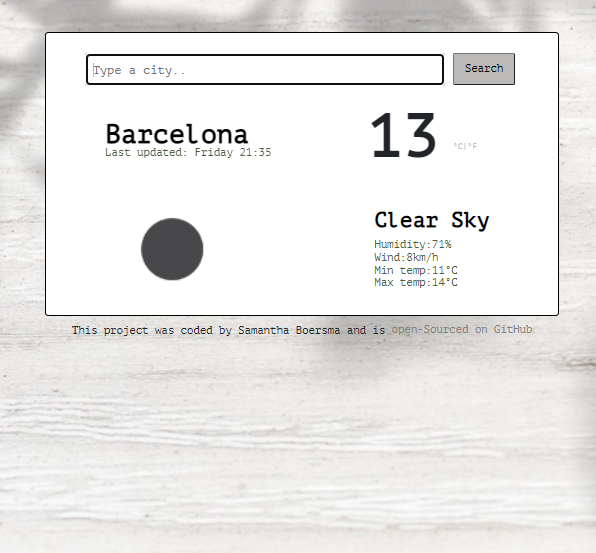 Type a city..
Search
Barcelona
Last updated: Friday 21:35
13
°C|°F
Clear Sky
Humidity:71%
Wind:8km/h
Min temp:11°C
Max temp:14°C
This project was coded by Samantha Boersma and is open-Sourced on GitHub